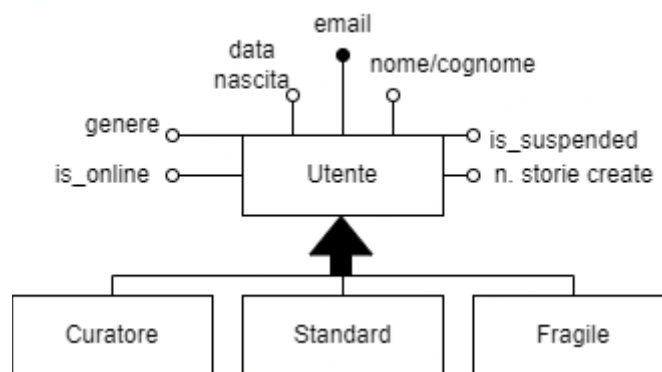 email
data
nascita
nome/cognome
genere
is_suspended
is_online
Utente
n. storie create
Curatore
Standard
Fragile